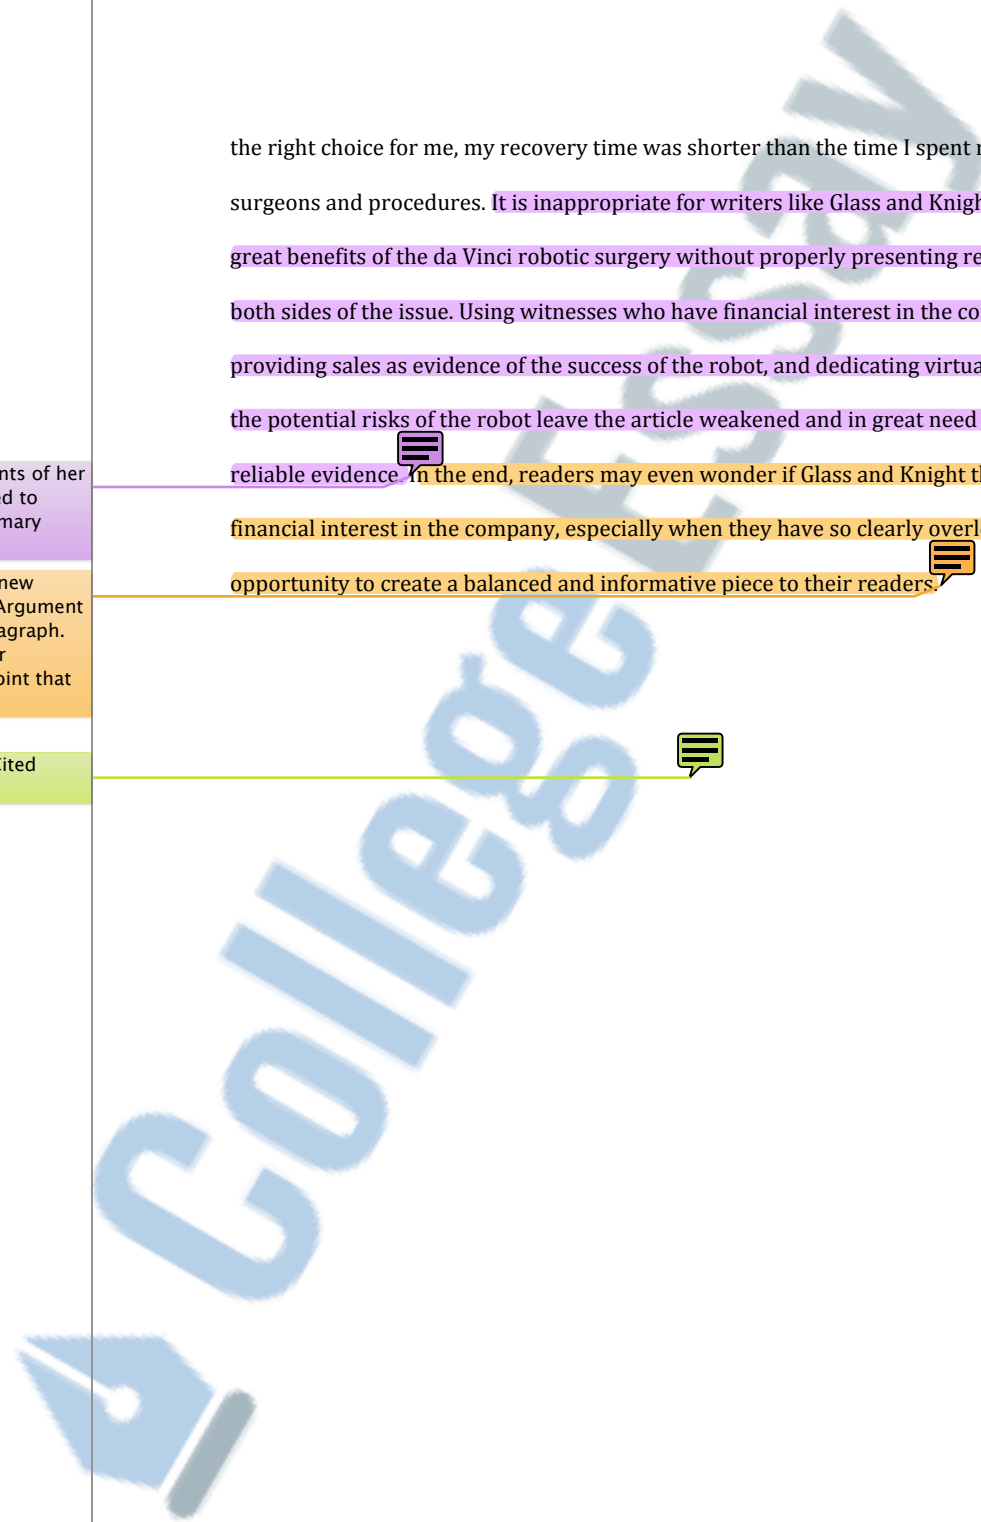 the right choice for me, my recovery time was shorter than the time I spent
surgeons and procedures. It is inappropriate for writers like Glass and Knigh
great benefits of the da Vinci robotic surgery without properly presenting re
both sides of the issue. Using witnesses who have financial interest in the co
providing sales as evidence of the success of the robot, and dedicating virtua
the potential risks of the robot leave the article weakened and in great need
reliable evidence. In the end, readers may even wonder if Glass and Knight th
financial interest in the company, especially when they have so clearly overl
opportunity to create a balanced and informative piece to their readers.
nts of her
ed to
mary
new
Argument
agraph.
r
oint that
Cited
College Essay